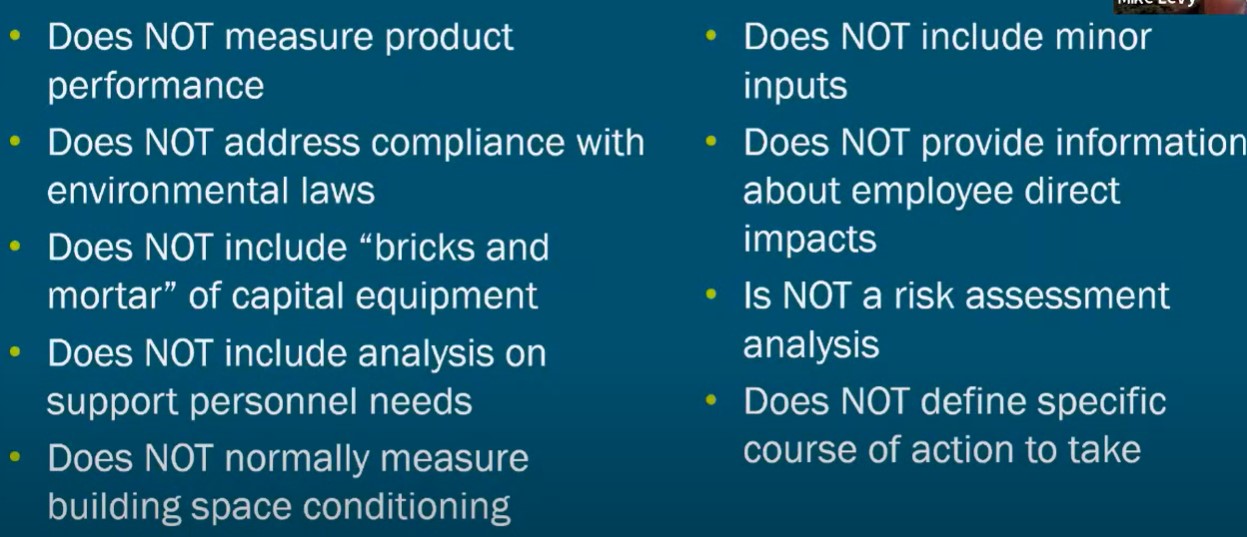 Mike Levy
• Does NOT measure product
performance
• Does NOT address compliance with
environmental laws
• Does NOT include “bricks and
mortar” of capital equipment
• Does NOT include analysis on
support personnel needs
• Does NOT normally measure
building space conditioning
• Does NOT include minor
inputs
• Does NOT provide information
about employee direct
impacts
• Is NOT a risk assessment
analysis
• Does NOT define specific
course of action to take